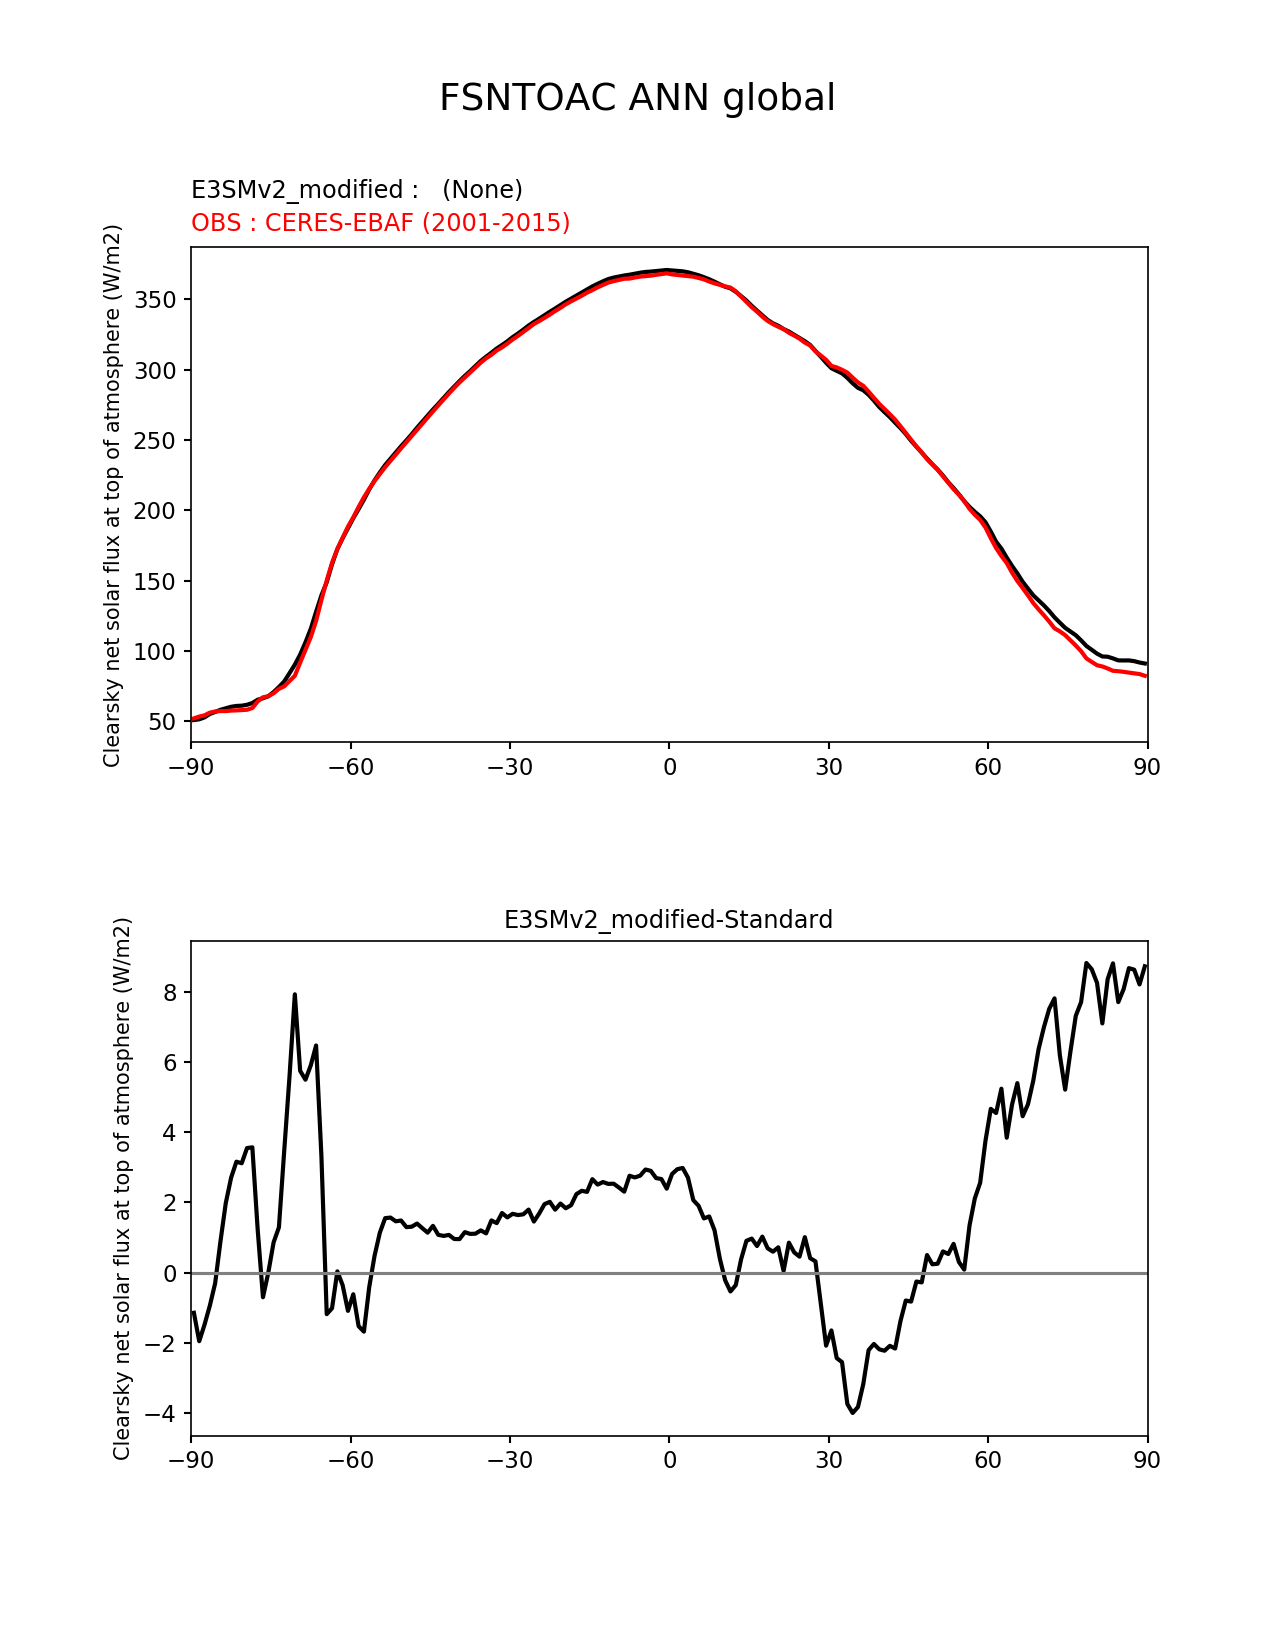 FSNTOAC ANN global
E3SMv2_modified :   (None)
OBS : CERES-EBAF (2001-2015)
Clearsky net solar flux at top of atmosphere (W/m2)
350
300
250
200
150
100
50
−90 −60 −30 0 30 60 90
E3SMv2_modified-Standard
Clearsky net solar flux at top of atmosphere (W/m2)
8
6
4
2
0
−2
−4
−90 −60 −30 0 30 60 90